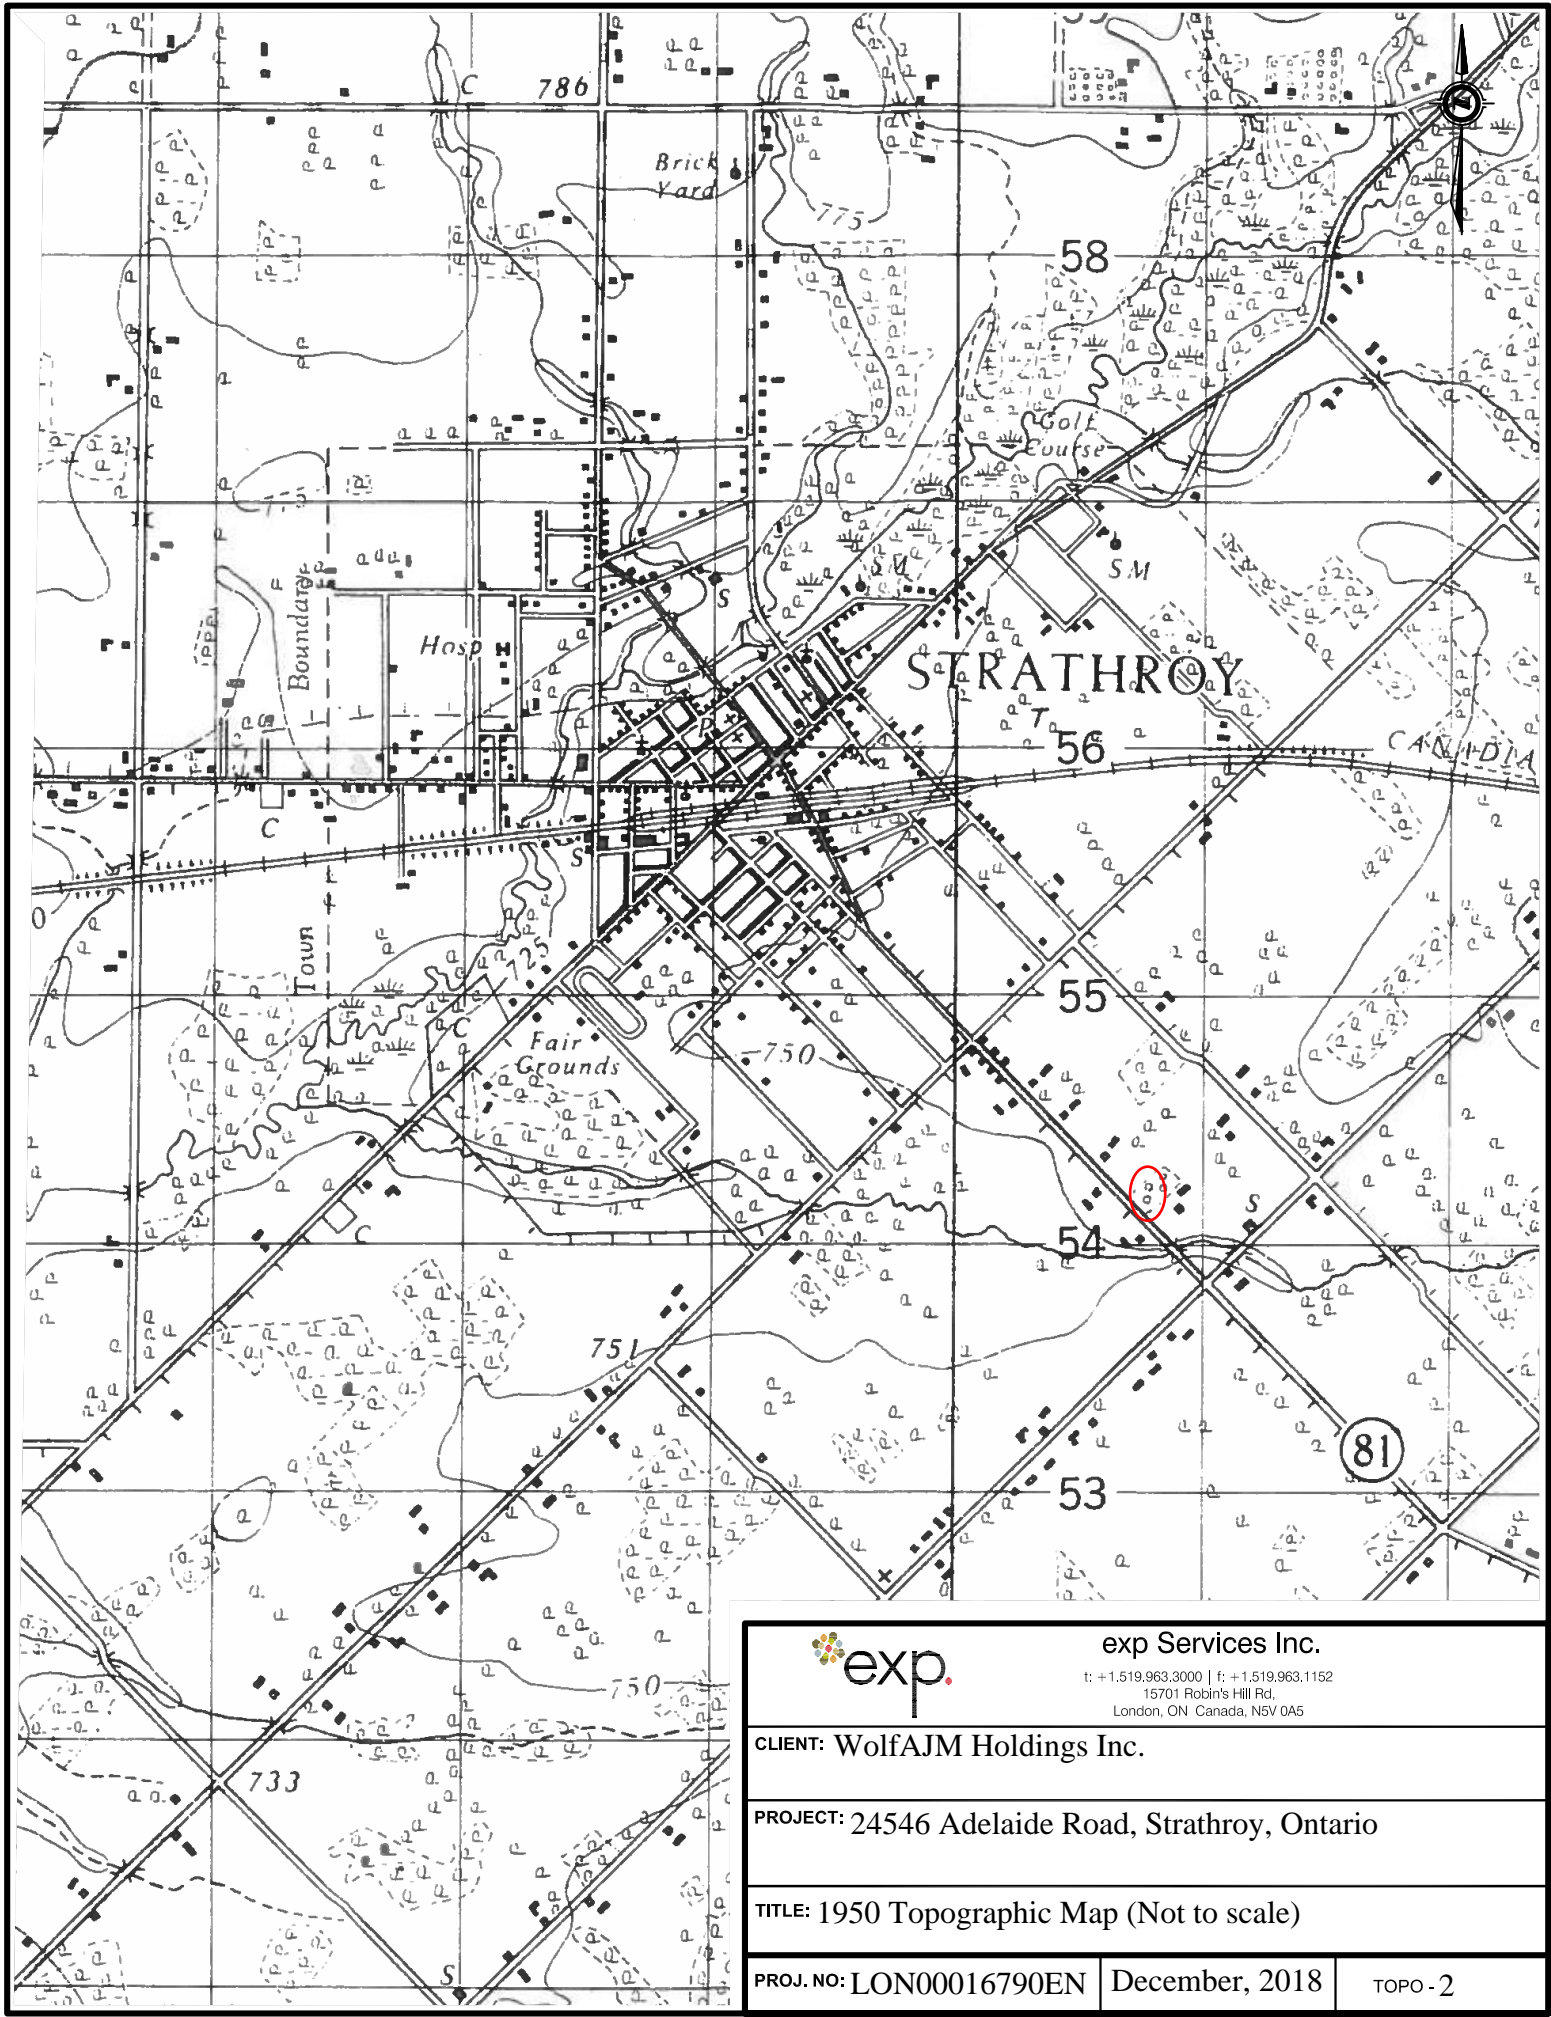 C
786
Brick
Yard
775
58
Golf
Course
SM
SM
S
Boundary
Hosp
STRATHROY
T
P
56
CANADIA
C
S
0
Town
725
55
C
Fair
Grounds
750
S
C
54
751
81
53
750
733
S
exp.
exp Services Inc.
t: +1.519.963.3000 | f: +1.519.963.1152
15701 Robin's Hill Rd,
London, ON Canada, N5V 0A5
CLIENT: WolfAJM Holdings Inc.
PROJECT: 24546 Adelaide Road, Strathroy, Ontario
TITLE: 1950 Topographic Map (Not to scale)
PROJ. NO: LON00016790EN December, 2018 TOPO - 2